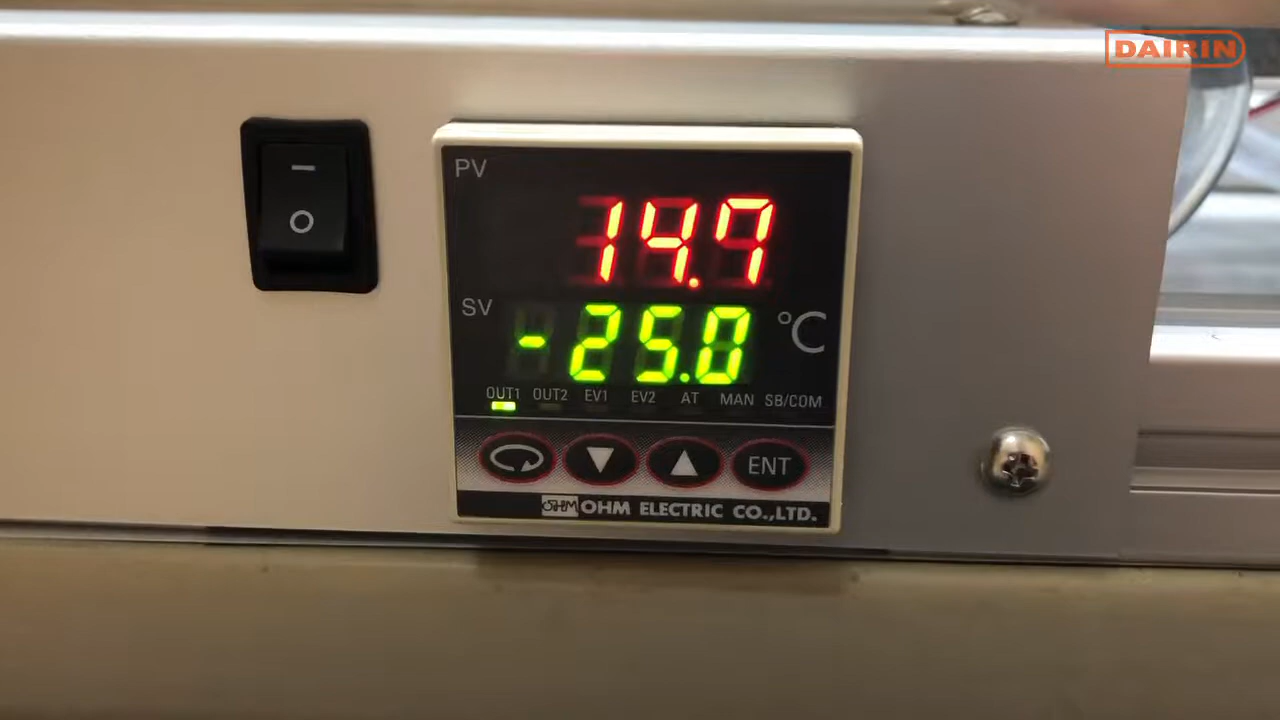 DAIRIN
PV
14.7
SV
-25.0
°C
OUT1 OUT2 EV1 EV2 AT MAN SB/COM
ENT
OHM OHM ELECTRIC CO.,LTD.